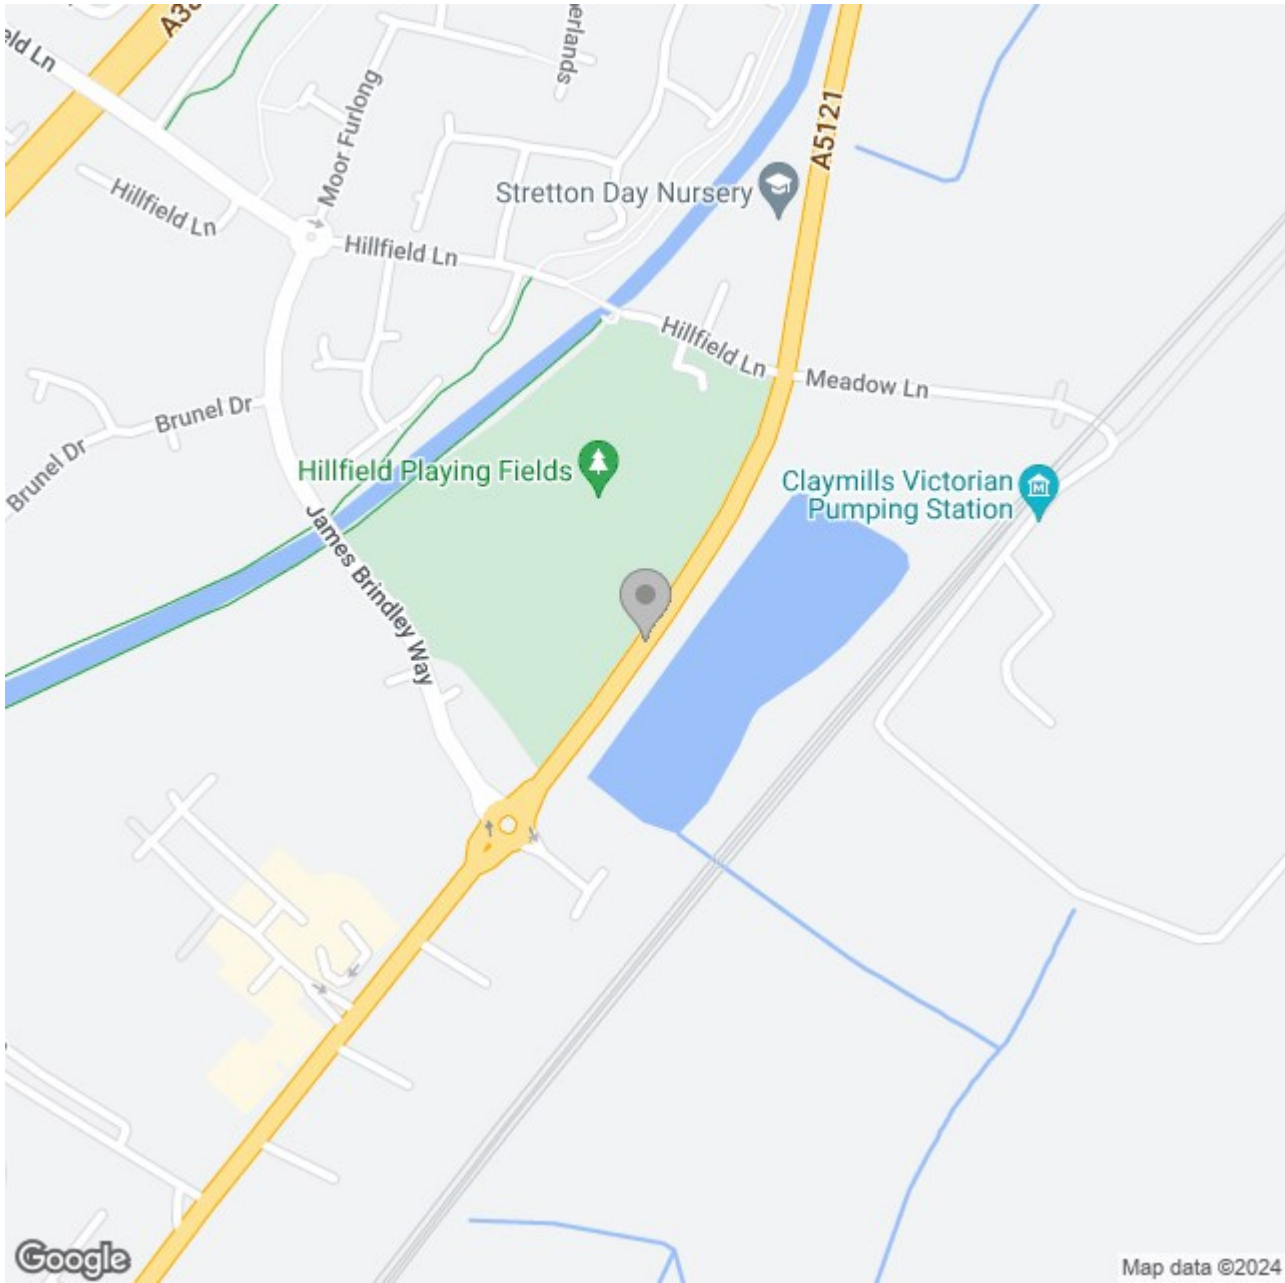 A38
eld Ln
Moor Furlong
erlands
A5121
Stretton Day Nursery
Hillfield Ln
Hillfield Ln
Hillfield Ln
Meadow Ln
Brunel Dr
Brunel Dr
Hillfield Playing Fields
Claymills Victorian
Pumping Station
James Brindley Way
Google
Map data ©2024